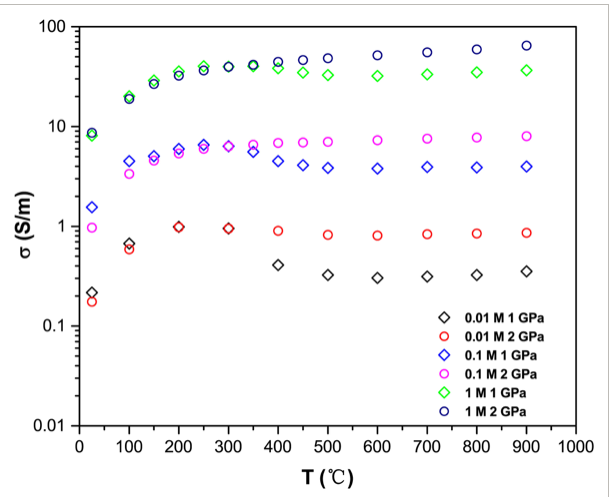 100
10
1
0.1
0.01
σ (S/m)
0.01 M 1 GPa
0.01 M 2 GPa
0.1 M 1 GPa
0.1 M 2 GPa
1 M 1 GPa
1 M 2 GPa
0 100 200 300 400 500 600 700 800 900 1000
T (℃)